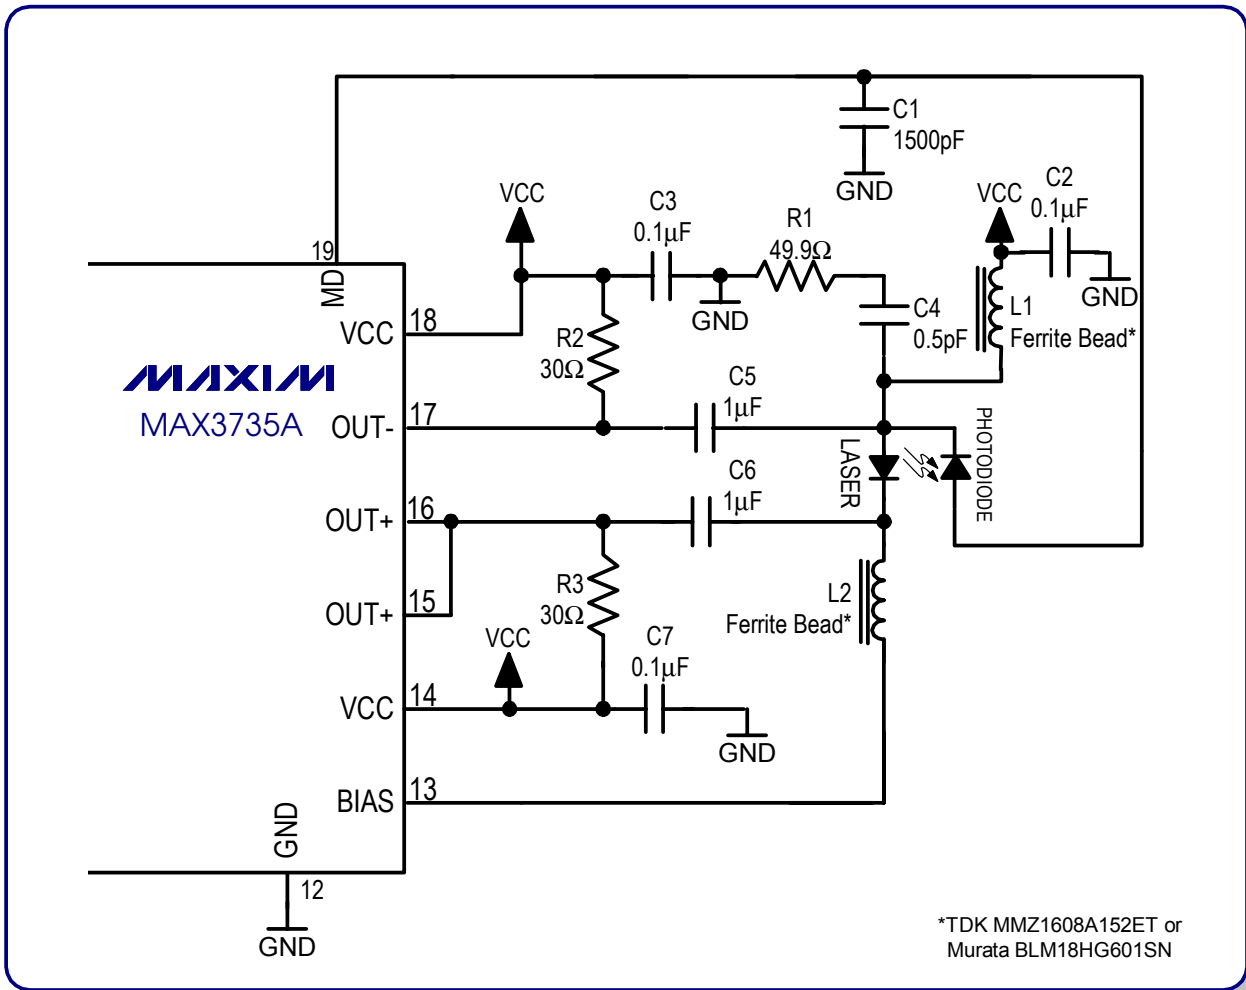 C1
1500pF
GND
VCC
C3
0.1µF
R1
49.9Ω
VCC
C2
0.1µF
GND
19
MD
VCC
18
GND
R2
30Ω
C4
0.5pF
L1
Ferrite Bead*
MAXIM
MAX3735A
OUT-
17
C5
1µF
LASER
PHOTODIODE
C6
1µF
OUT+
16
R3
30Ω
L2
Ferrite Bead*
OUT+
15
VCC
C7
0.1µF
VCC
14
GND
BIAS
13
GND
12
GND
*TDK MMZ1608A152ET or
Murata BLM18HG601SN